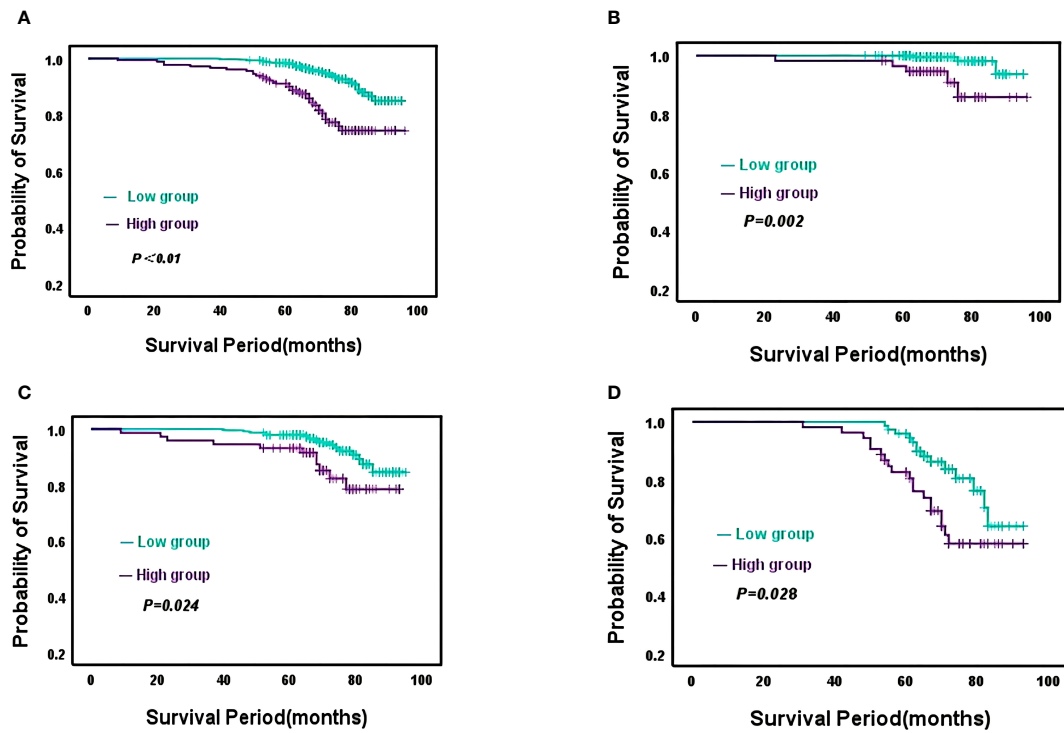 A
Probability of Survival
1.0
0.8
0.6
0.4
0.2
Low group
High group
P<0.01
0 20 40 60 80 100
Survival Period(months)
B
Probability of Survival
1.0
0.8
0.6
0.4
0.2
Low group
High group
P=0.002
0 20 40 60 80 100
Survival Period(months)
C
Probability of Survival
1.0
0.8
0.6
0.4
0.2
Low group
High group
P=0.024
0 20 40 60 80 100
Survival Period(months)
D
Probability of Survival
1.0
0.8
0.6
0.4
0.2
Low group
High group
P=0.028
0 20 40 60 80 100
Survival Period(months)